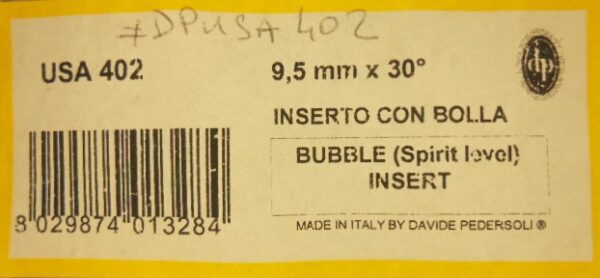 #DPUSA 402
USA 402
9,5 mm x 30°
dp
INSERTO CON BOLLA
BUBBLE (Spirit level)
INSERT
8 029874 013284
MADE IN ITALY BY DAVIDE PEDERSOLI ®